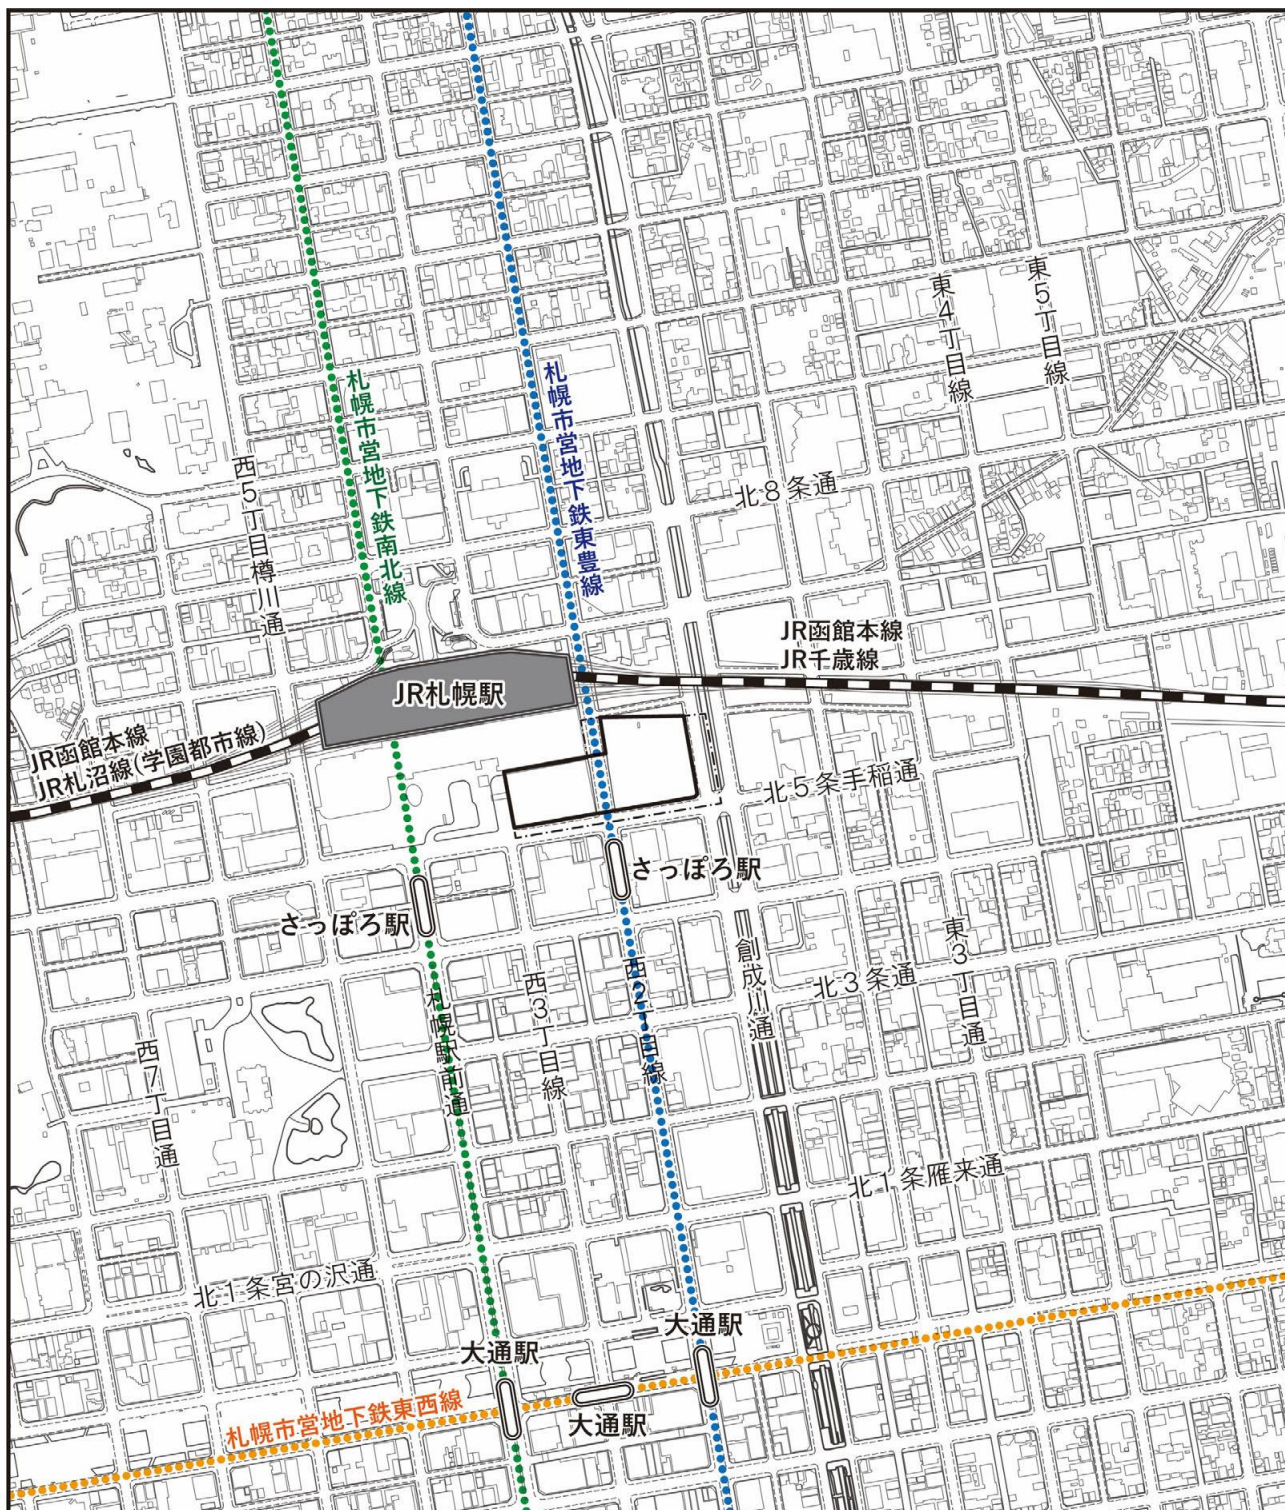 東5丁目線
東4丁目線
札幌市営地下鉄南北線
札幌市営地下鉄東豊線
西5丁目樽川通
北8条通
JR函館本線
JR千歳線
JR札幌駅
JR函館本線
JR札沼線(学園都市線)
北5条手稲通
さっぽろ駅
さっぽろ駅
東3丁目通
創成川通
北3条通
西2丁目線
西3丁目線
札幌駅前通
西7丁目通
北1条雁来通
北1条宮の沢通
大通駅
大通駅
大通駅
札幌市営地下鉄東西線